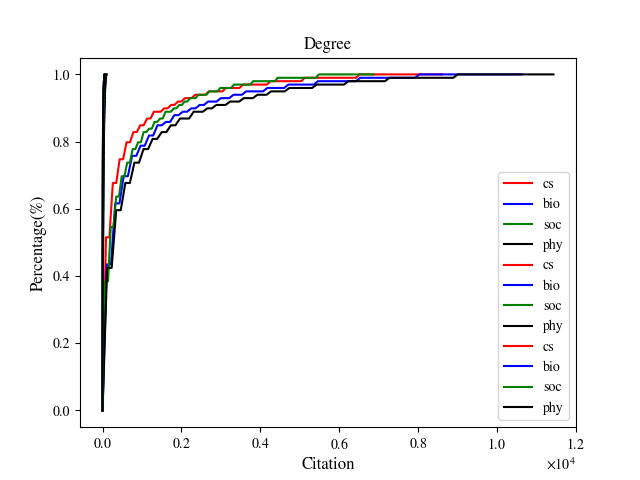 Degree
Percentage(%)
1.0
0.8
0.6
0.4
0.2
0.0
cs
bio
soc
phy
cs
bio
soc
phy
cs
bio
soc
phy
0.0 0.2 0.4 0.6 0.8 1.0 1.2
Citation
×10⁴